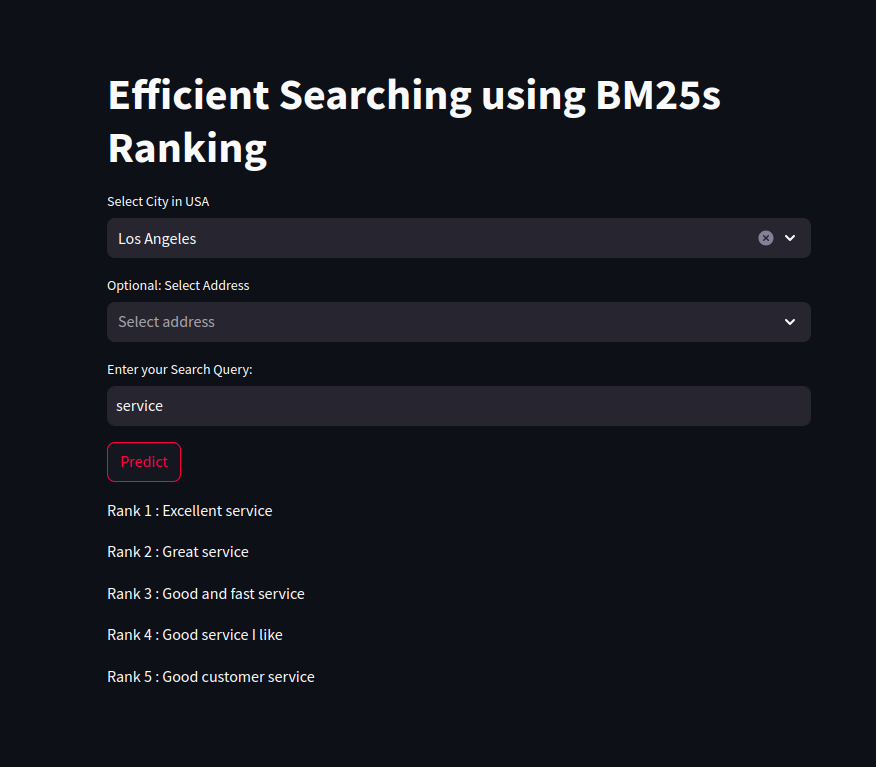 Efficient Searching using BM25s
Ranking
Select City in USA
Los Angeles
Optional: Select Address
Select address
Enter your Search Query:
service
Predict
Rank 1 : Excellent service
Rank 2 : Great service
Rank 3 : Good and fast service
Rank 4 : Good service I like
Rank 5 : Good customer service